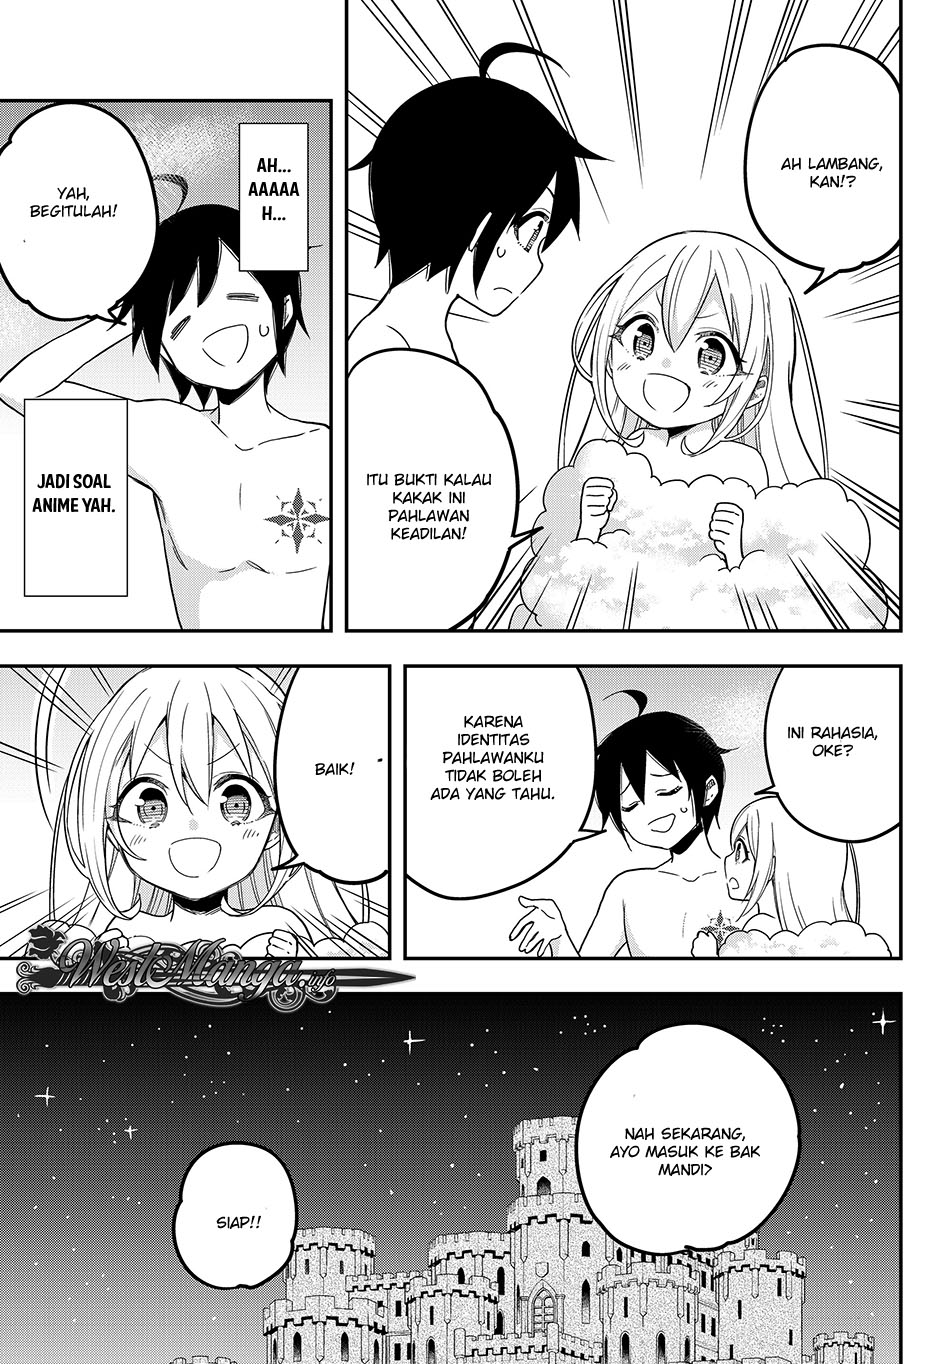 AH LAMBANG,
KAN!?
ITU BUKTI KALAU
KAKAK INI
PAHLAWAN
KEADILAN!
AH...
AAAAA
H...
YAH,
BEGITULAH!
JADI SOAL
ANIME YAH.
INI RAHASIA,
OKE?
KARENA
IDENTITAS
PAHLAWANKU
TIDAK BOLEH
ADA YANG TAHU.
BAIK!
WestManga.info
NAH SEKARANG,
AYO MASUK KE BAK
MANDI>
SIAP!!